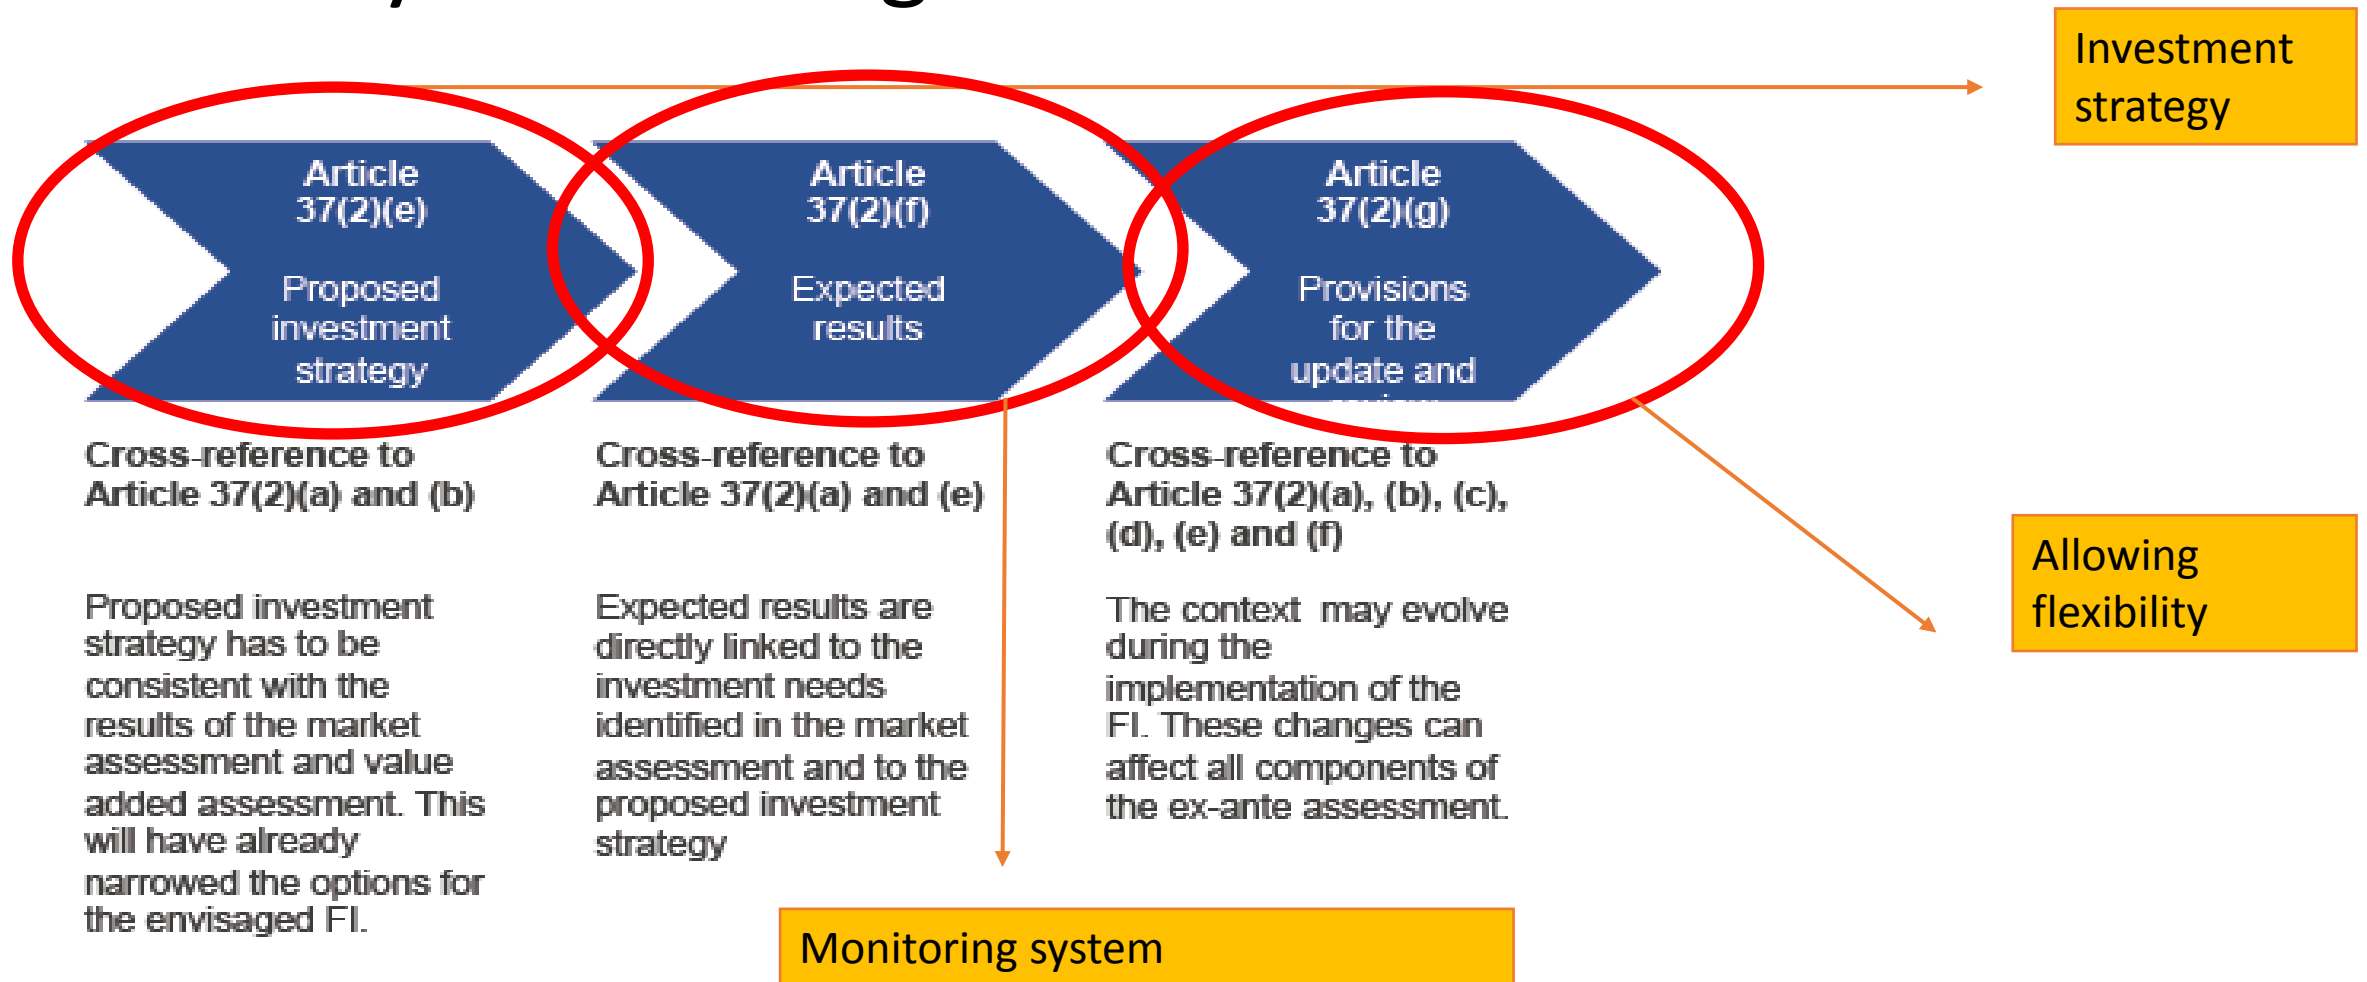 Investment
strategy
Article
37(2)(e)
Proposed
investment
strategy
Article
37(2)(f)
Expected
results
Article
37(2)(g)
Provisions
for the
update and
Cross-reference to
Article 37(2)(a) and (b)
Proposed investment
strategy has to be
consistent with the
results of the market
assessment and value
added assessment. This
will have already
narrowed the options for
the envisaged FI.
Cross-reference to
Article 37(2)(a) and (e)
Expected results are
directly linked to the
investment needs
identified in the market
assessment and to the
proposed investment
strategy
Cross-reference to
Article 37(2)(a), (b), (c),
(d), (e) and (f)
The context may evolve
during the
implementation of the
FI. These changes can
affect all components of
the ex-ante assessment.
Allowing
flexibility
Monitoring system